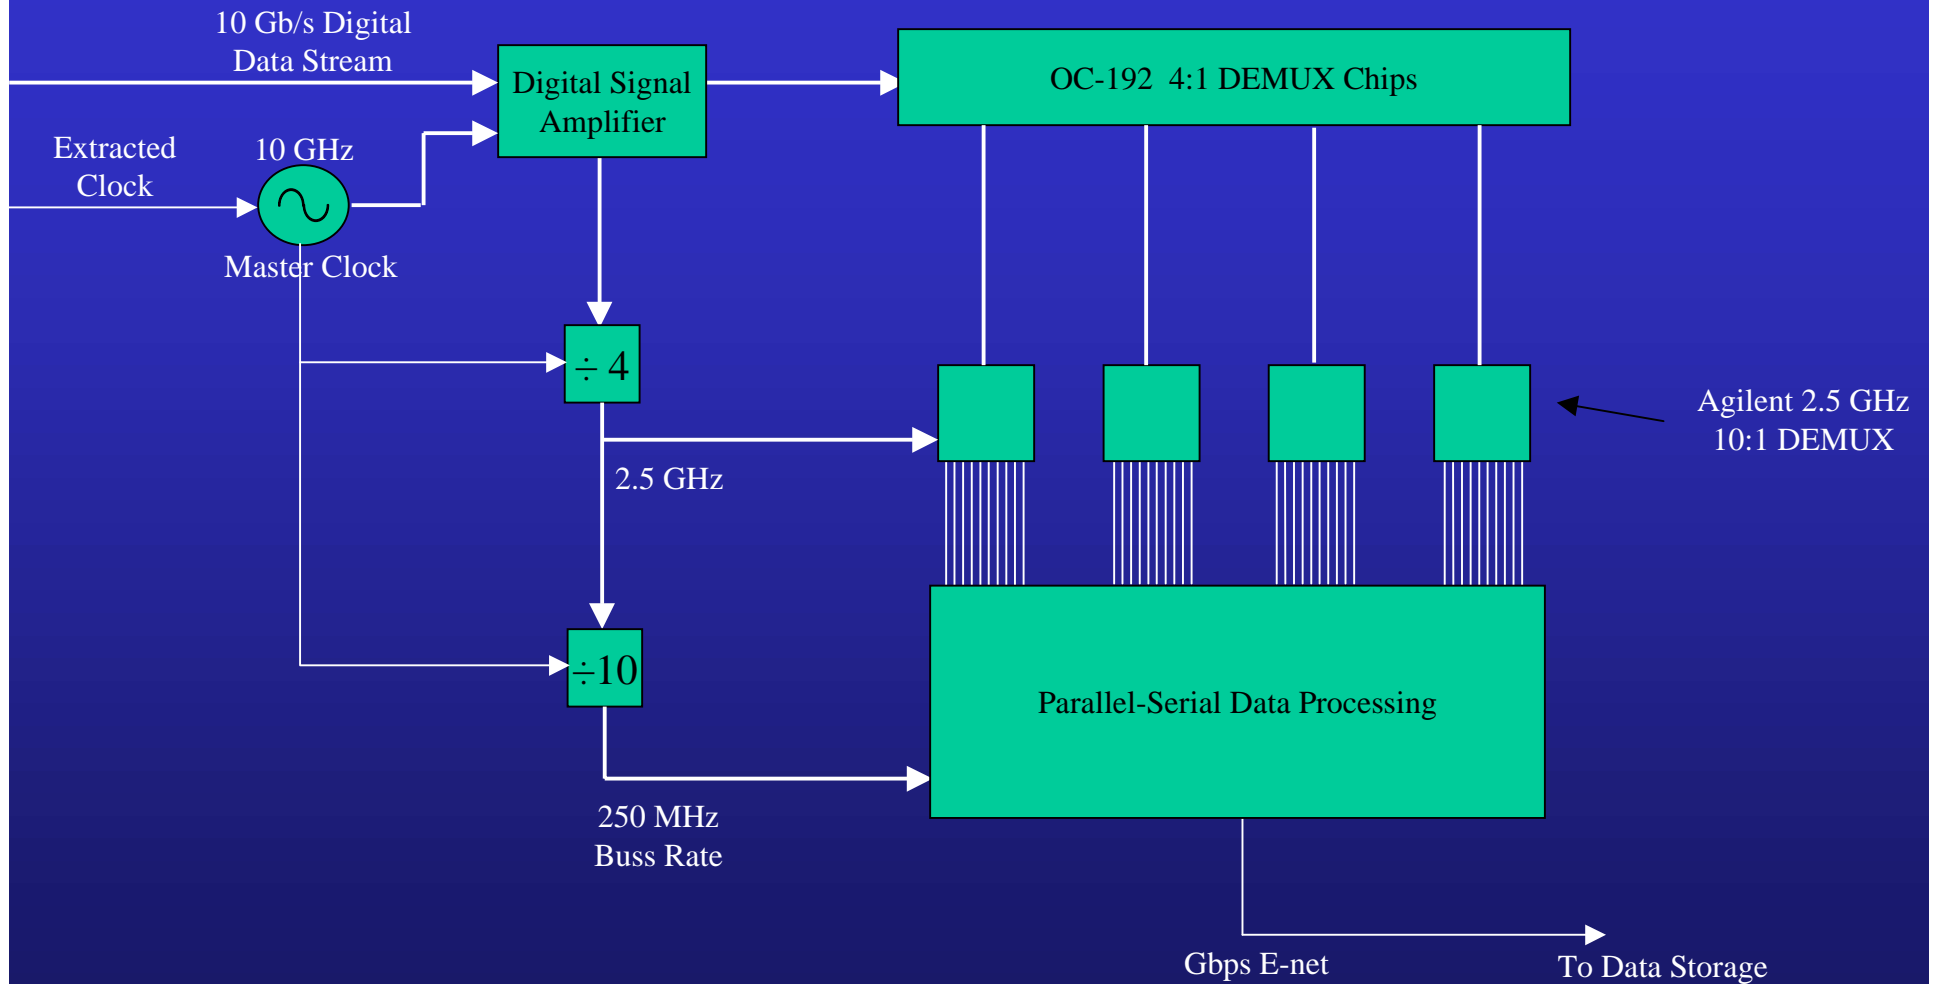 10 Gb/s Digital
Data Stream
Digital Signal
Amplifier
OC-192  4:1 DEMUX Chips
Extracted
Clock
10 GHz
Master Clock
÷ 4
Agilent 2.5 GHz
10:1 DEMUX
2.5 GHz
÷10
Parallel-Serial Data Processing
250 MHz
Buss Rate
Gbps E-net
To Data Storage